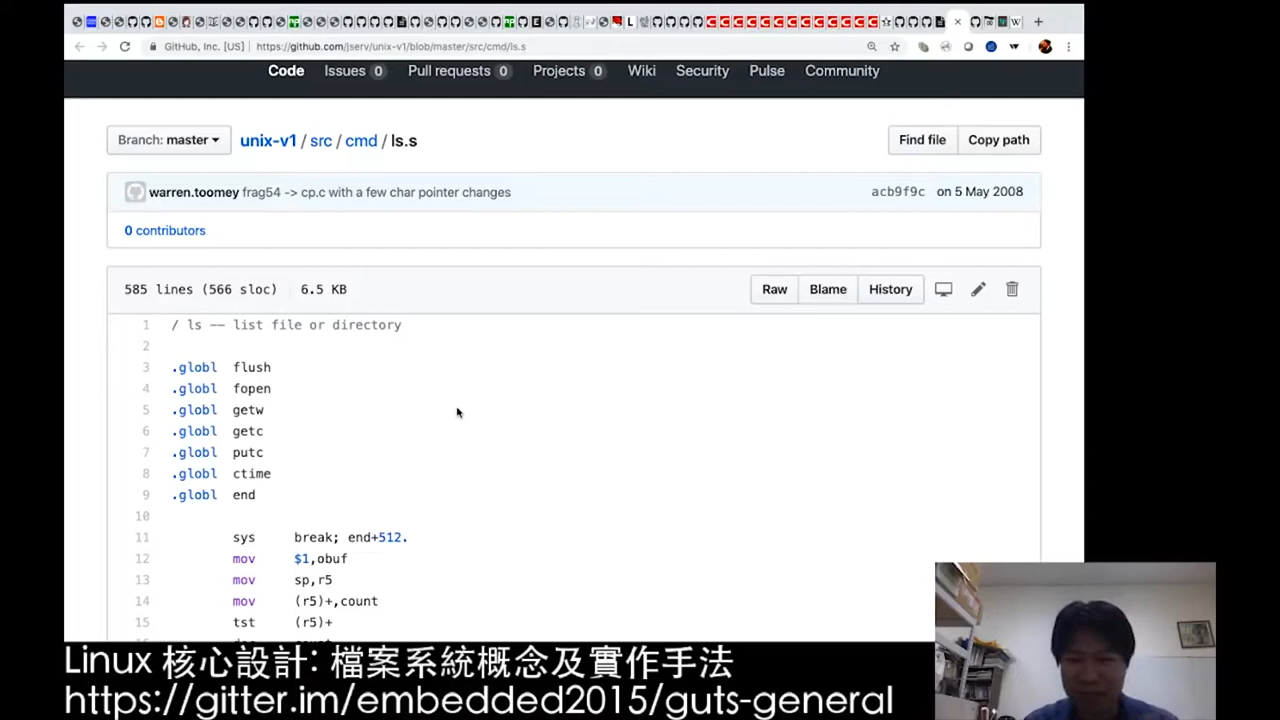 GitHub, Inc. [US] https://github.com/jserv/unix-v1/blob/master/src/cmd/ls.s
Code Issues 0 Pull requests 0 Projects 0 Wiki Security Pulse Community
Branch: master unix-v1 / src / cmd / ls.s Find file Copy path
warren.toomey frag54 -> cp.c with a few char pointer changes acb9f9c on 5 May 2008
0 contributors
585 lines (566 sloc) 6.5 KB Raw Blame History
1 / ls -- list file or directory
2
3 .globl flush
4 .globl fopen
5 .globl getw
6 .globl getc
7 .globl putc
8 .globl ctime
9 .globl end
10
11 sys break; end+512.
12 mov $1,obuf
13 mov sp,r5
14 mov (r5)+,count
15 tst (r5)+
Linux 核心設計: 檔案系統概念及實作手法
https://gitter.im/embedded2015/guts-general